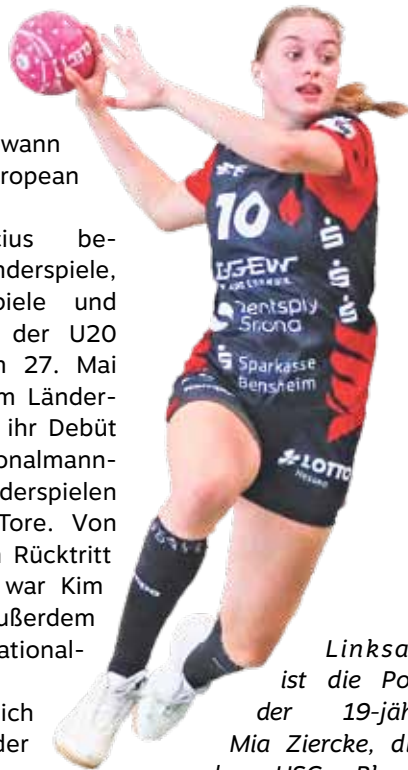 wann
ropean
cius be-
nderspiele,
piele und
der U20
n 27. Mai
m Länder-
ihr Debüt
onalmann-
derspielen
Tore. Von
n Rücktritt
war Kim
ußerdem
ational-
ich
der
10
GGEW
Dentsply
Sirona
Sparkasse
Bensheim
LOTTO
Hessen
Linksa
ist die Po
der 19-jäh
Mia Ziercke, di